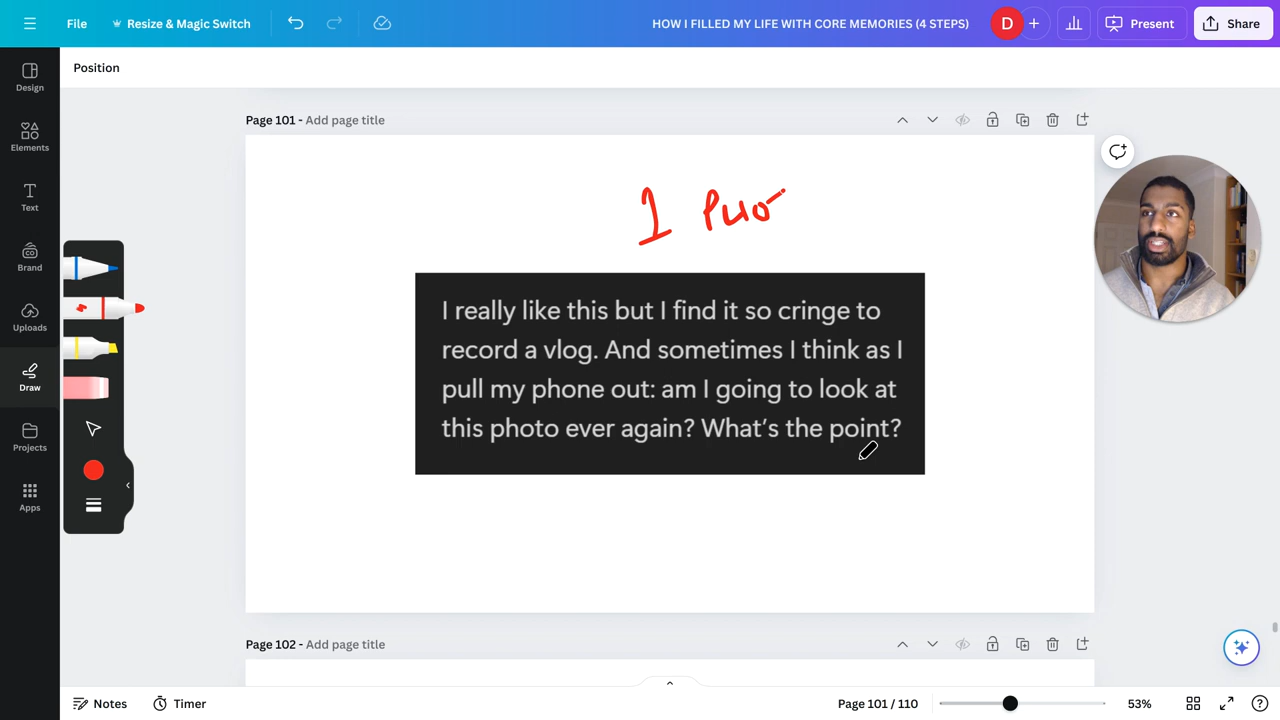 File
Resize & Magic Switch
HOW I FILLED MY LIFE WITH CORE MEMORIES (4 STEPS)
D
Present
Share
Position
Design
Elements
Text
Brand
Uploads
Draw
Projects
Apps
Page 101 - Add page title
1 PHO
I really like this but I find it so cringe to
record a vlog. And sometimes I think as I
pull my phone out: am I going to look at
this photo ever again? What's the point?
Page 102 - Add page title
Notes
Timer
Page 101 / 110
53%